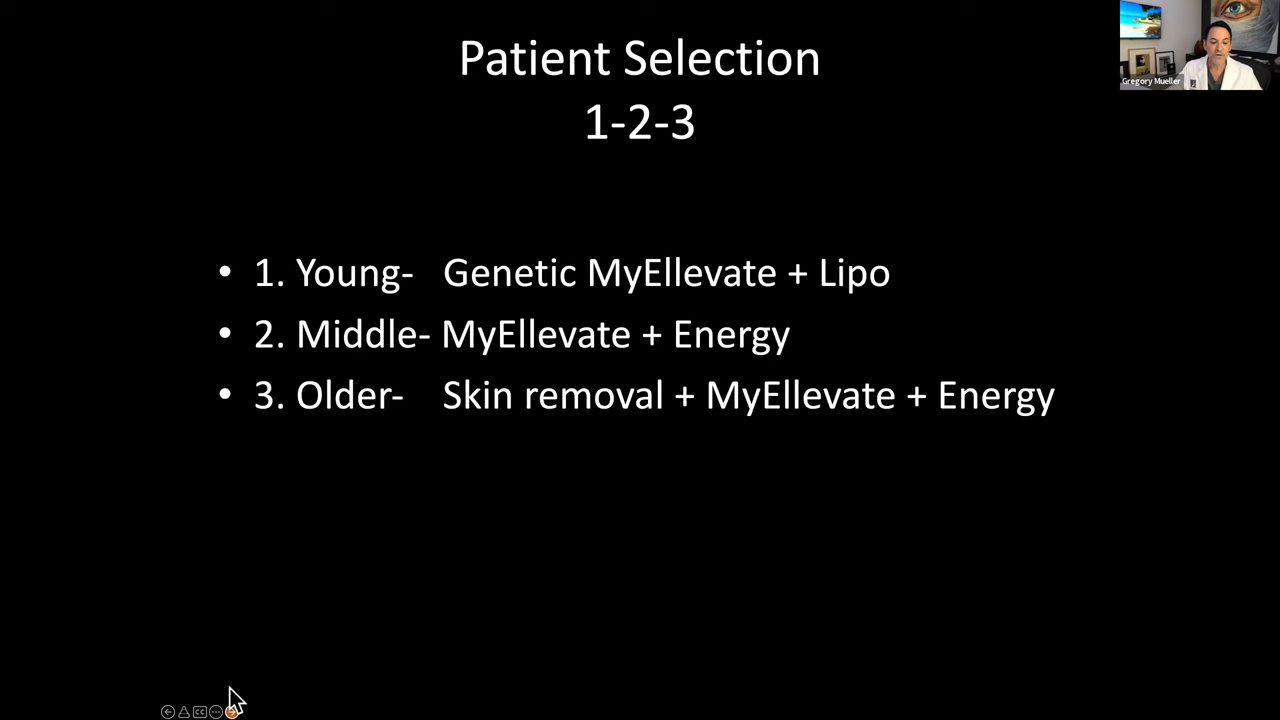 Patient Selection
1-2-3
• 1. Young- Genetic MyEllevate + Lipo
• 2. Middle- MyEllevate + Energy
• 3. Older- Skin removal + MyEllevate + Energy
Gregory Mueller
CC